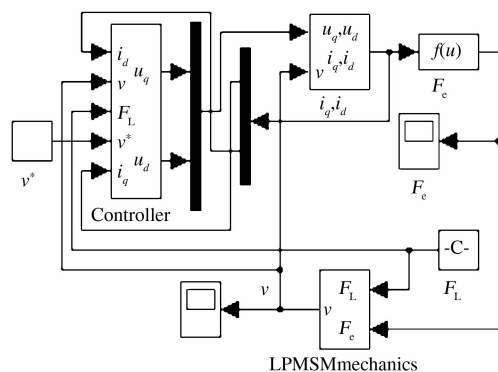 i_d
v
F_L
v*
i_q
u_q
u_d
Controller
v*
u_q,u_d
i_q,i_d
v
i_q,i_d
f(u)
F_e
F_e
-C-
F_L
v
F_L
v
F_e
LPMSMmechanics